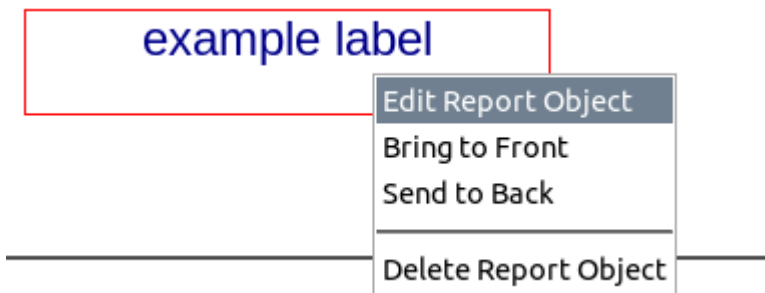 example label
Edit Report Object
Bring to Front
Send to Back
Delete Report Object